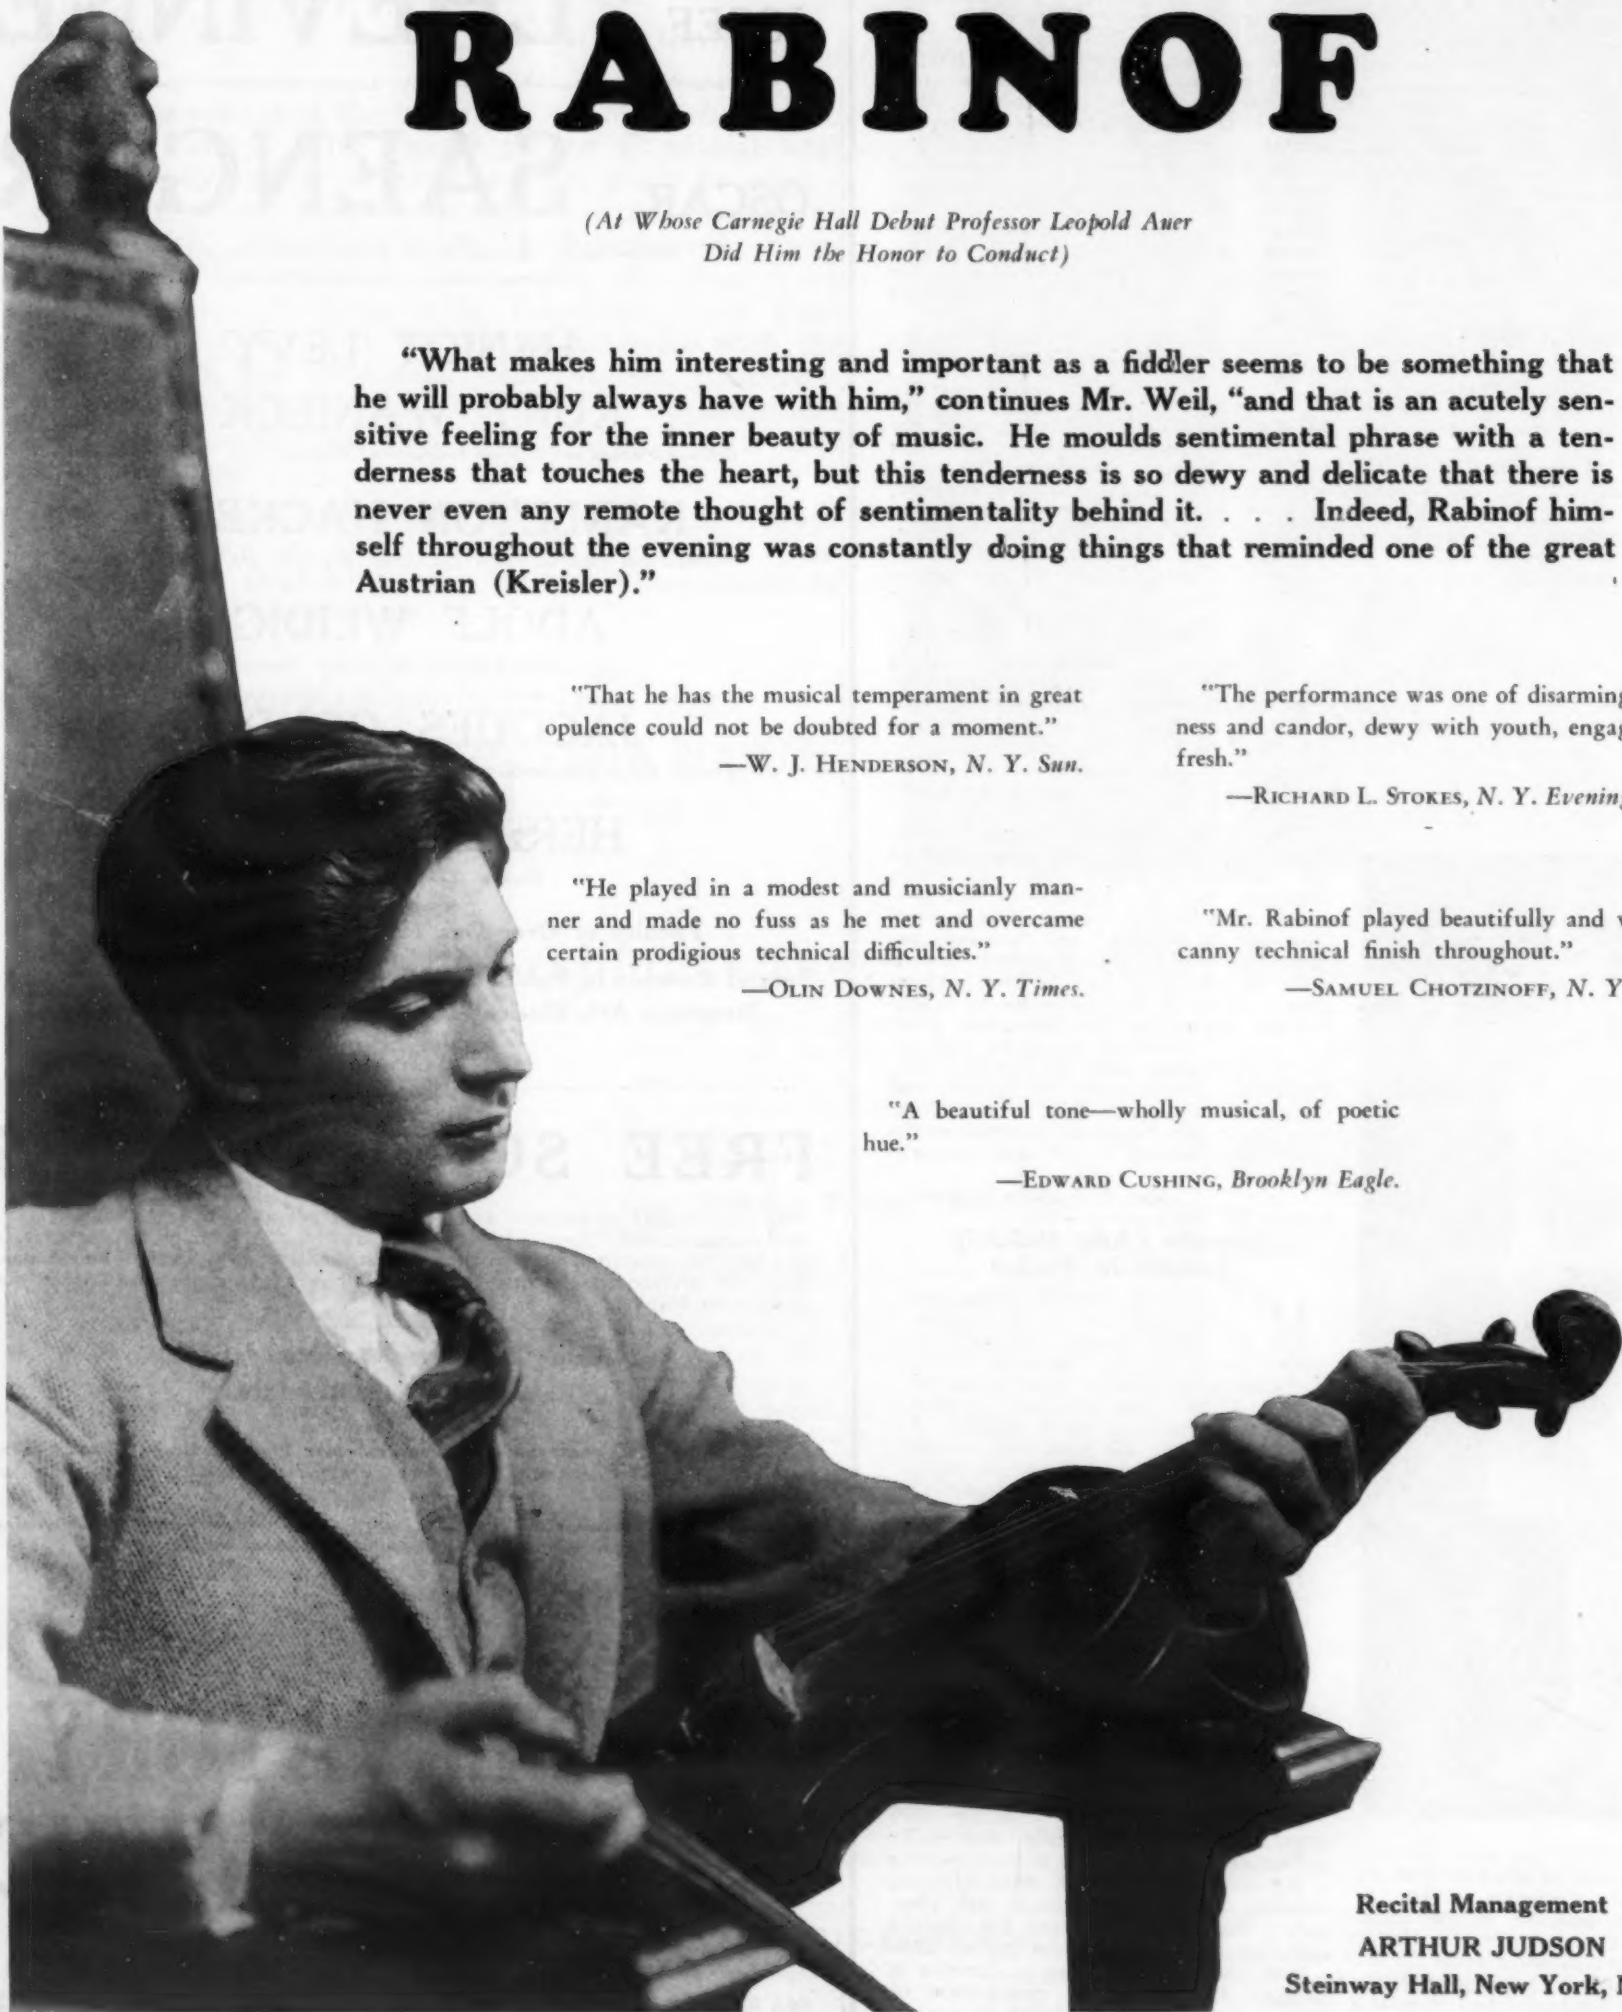 RABINOF
(At Whose Carnegie Hall Debut Professor Leopold Auer
Did Him the Honor to Conduct)
“What makes him interesting and important as a fiddler seems to be something that
he will probably always have with him,” continues Mr. Weil, “and that is an acutely sen-
sitive feeling for the inner beauty of music. He moulds sentimental phrase with a ten-
derness that touches the heart, but this tenderness is so dewy and delicate that there is
never even any remote thought of sentimentality behind it. . . . Indeed, Rabinof him-
self throughout the evening was constantly doing things that reminded one of the great
Austrian (Kreisler).”
“That he has the musical temperament in great
opulence could not be doubted for a moment.”
—W. J. HENDERSON, N. Y. Sun.
“He played in a modest and musicianly man-
ner and made no fuss as he met and overcame
certain prodigious technical difficulties.”
—OLIN DOWNES, N. Y. Times.
“The performance was one of disarming
ness and candor, dewy with youth,
fresh.”
—RICHARD L. STOKES, N. Y. Evening
“Mr. Rabinof played beautifully and
canny technical finish throughout.”
—SAMUEL CHOTZINOFF, N. Y
“A beautiful tone—wholly musical, of poetic
hue.”
—EDWARD CUSHING, Brooklyn Eagle.
Recital Management
ARTHUR JUDSON
Steinway Hall, New York,